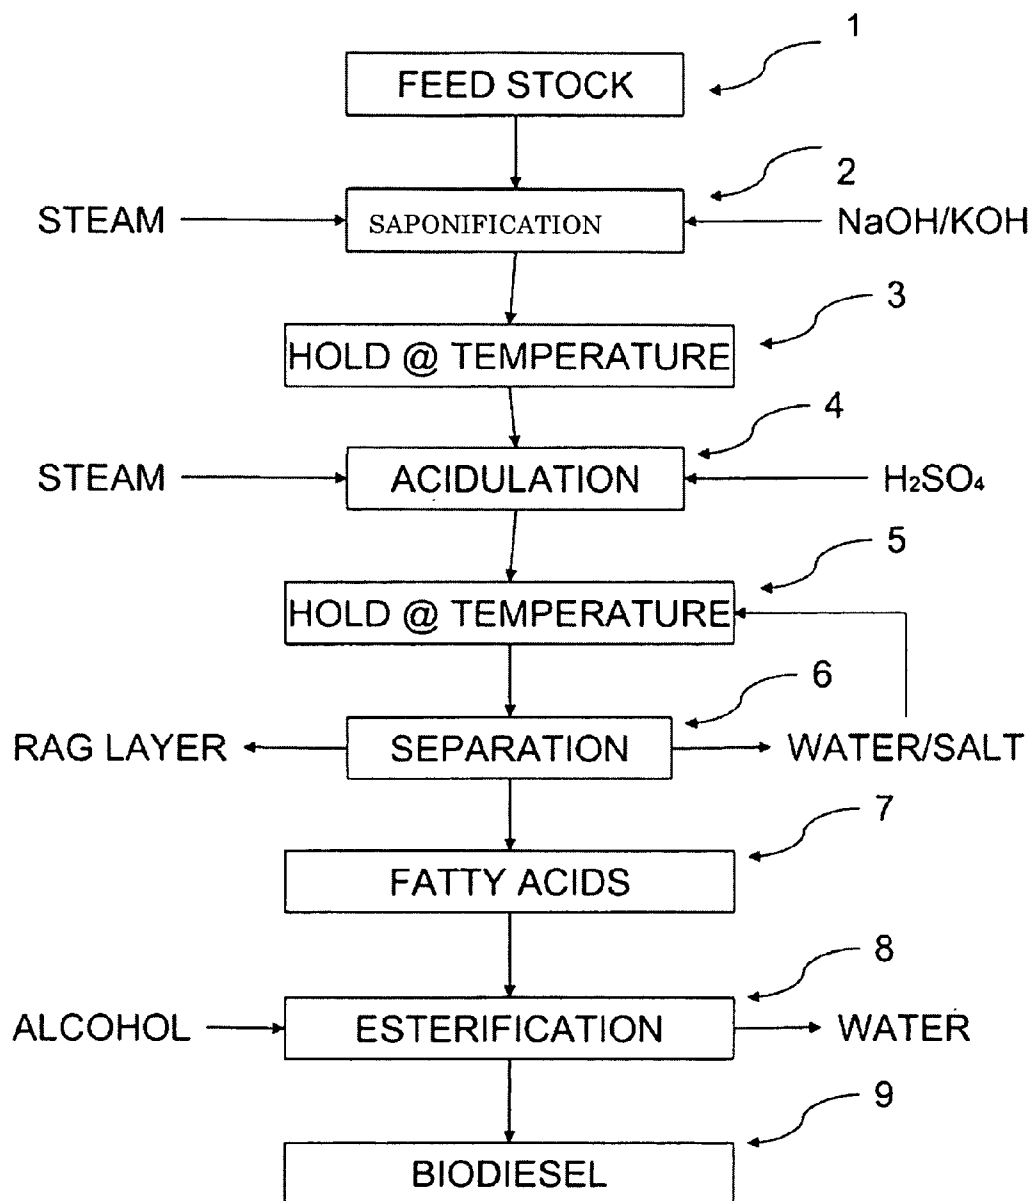 1
FEED STOCK
2
STEAM
SAPONIFICATION
NaOH/KOH
3
HOLD @ TEMPERATURE
4
STEAM
ACIDULATION
H₂SO₄
5
HOLD @ TEMPERATURE
6
RAG LAYER
SEPARATION
WATER/SALT
7
FATTY ACIDS
8
ALCOHOL
ESTERIFICATION
WATER
9
BIODIESEL